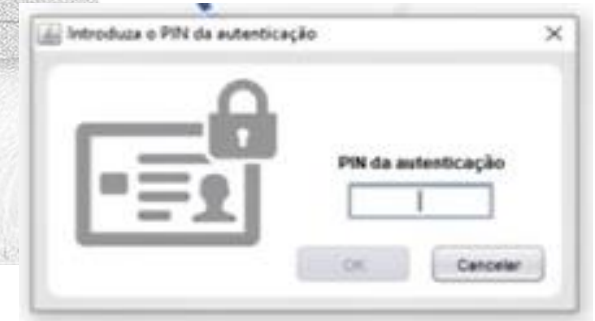 Introduza o PIN da autenticação
PIN da autenticação
OK
Cancelar